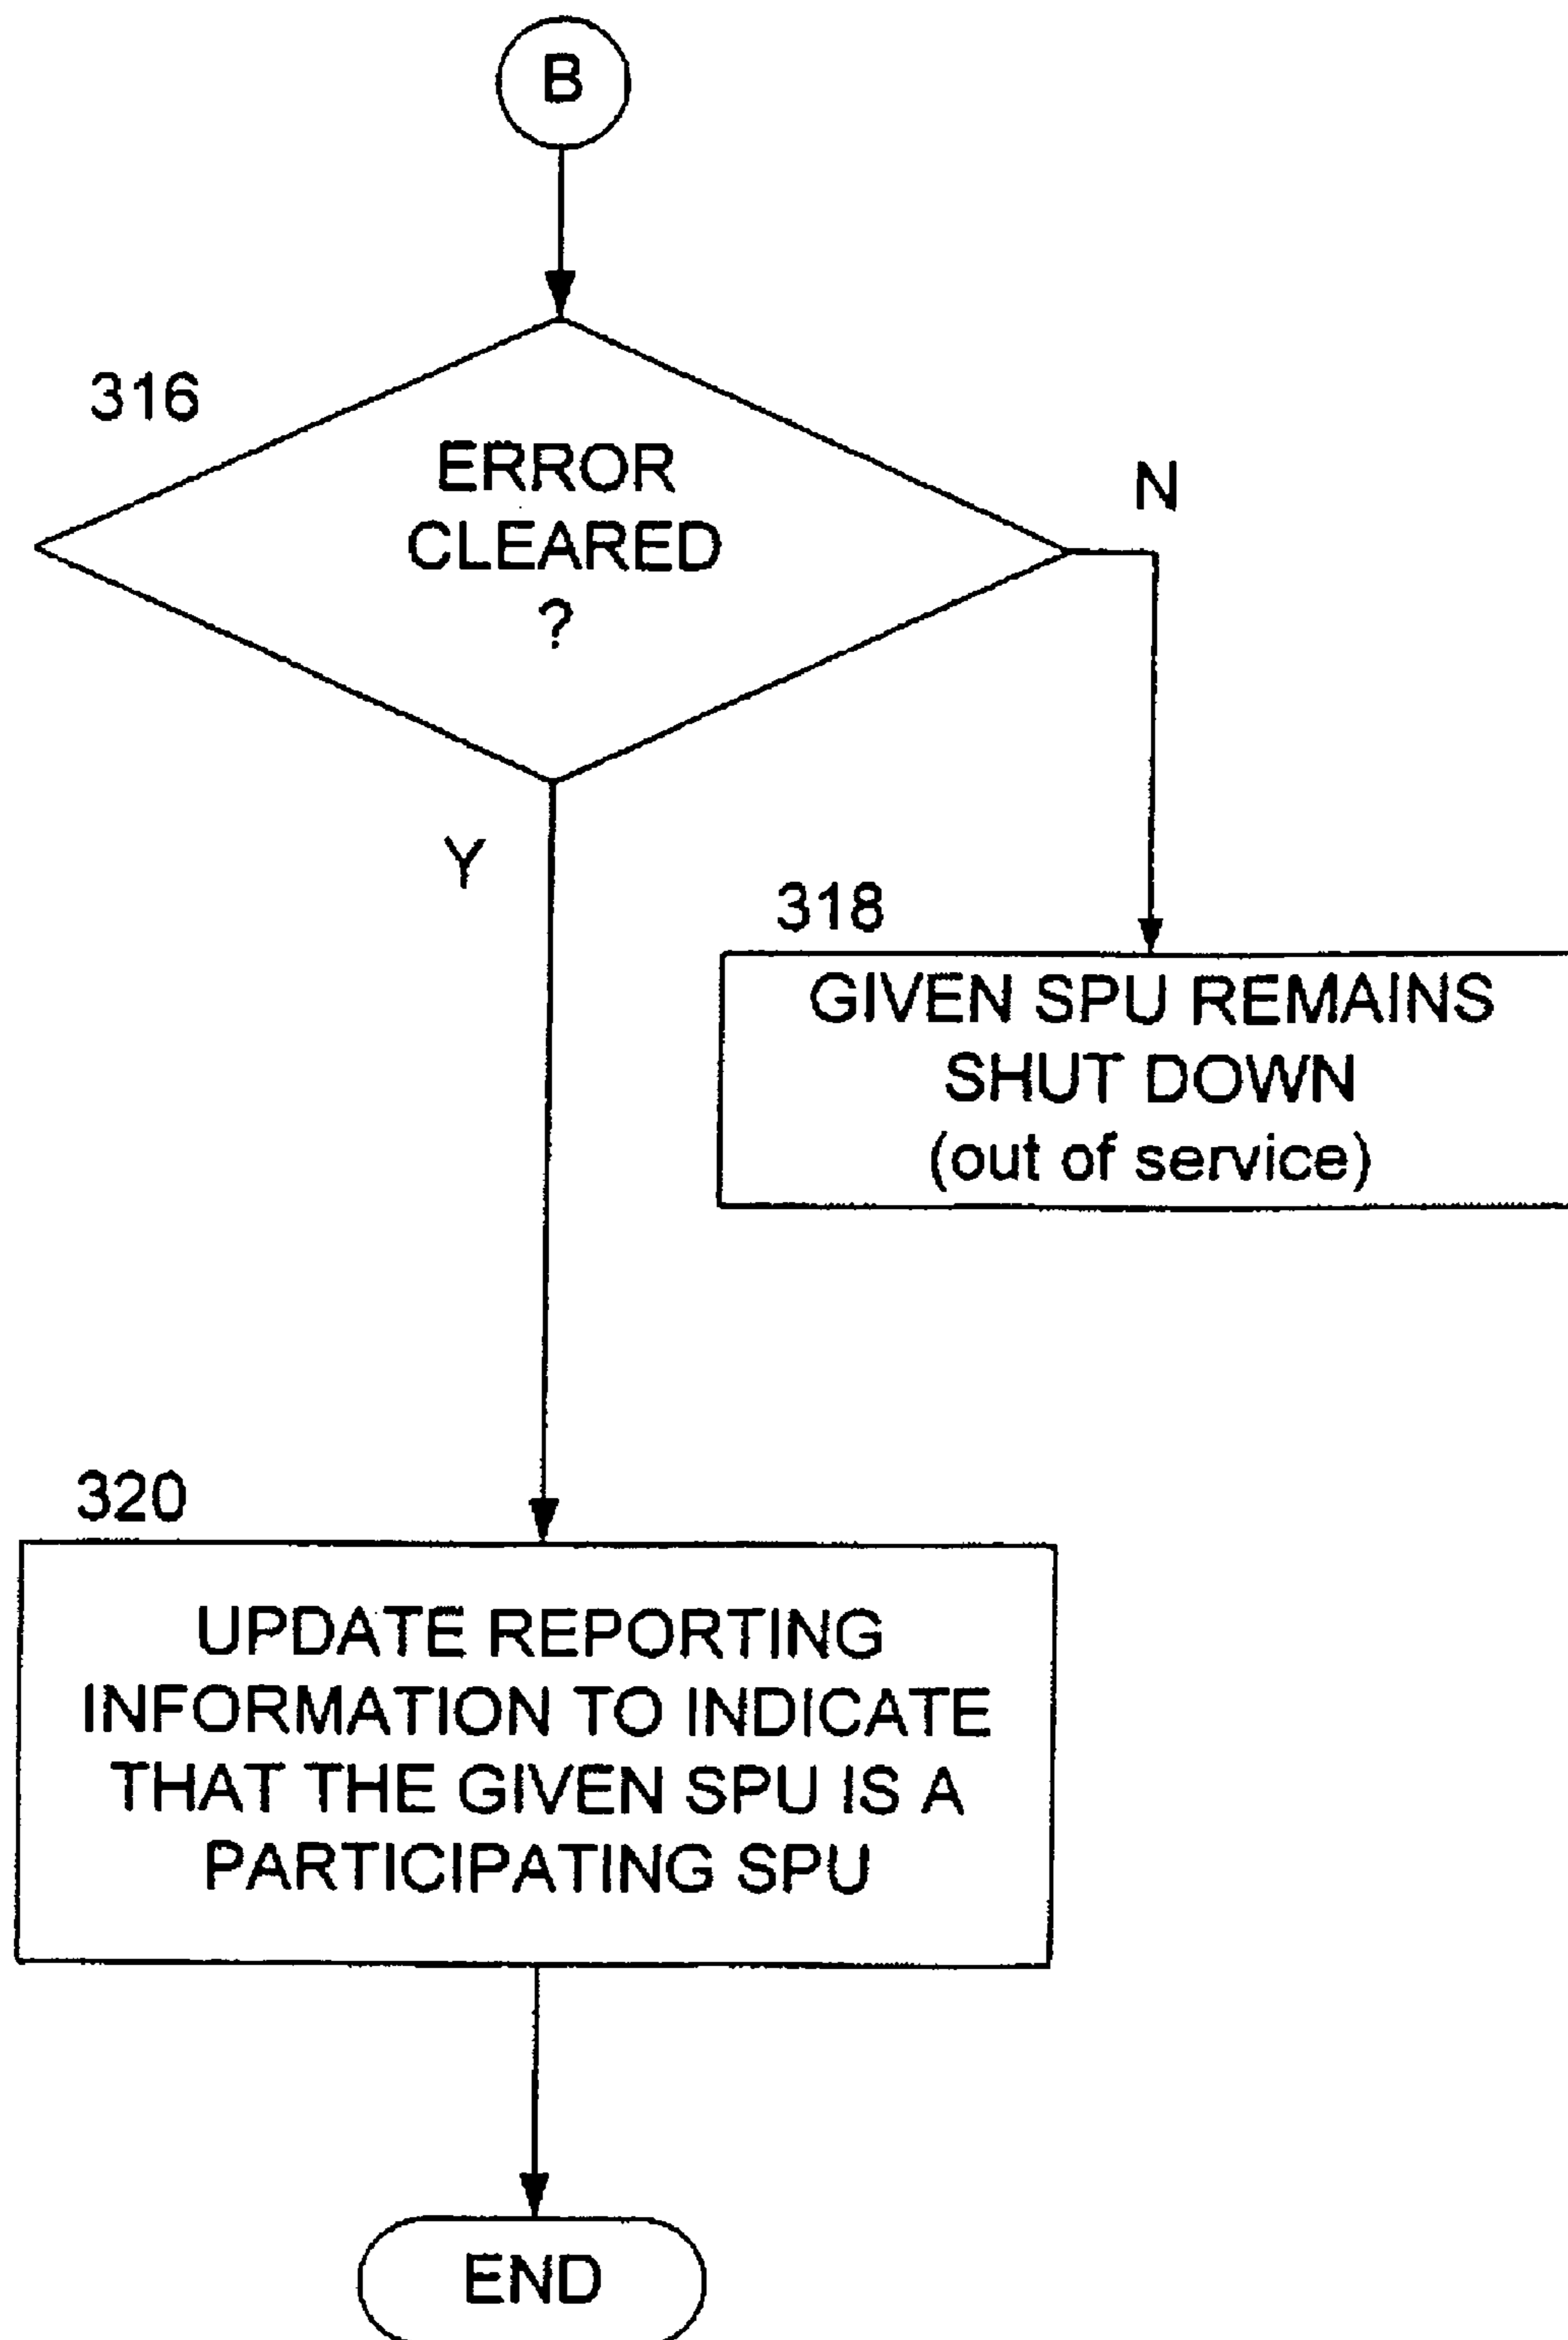 B
316
ERROR
CLEARED
?
N
Y
318
GIVEN SPU REMAINS
SHUT DOWN
(out of service)
320
UPDATE REPORTING
INFORMATION TO INDICATE
THAT THE GIVEN SPU IS A
PARTICIPATING SPU
END